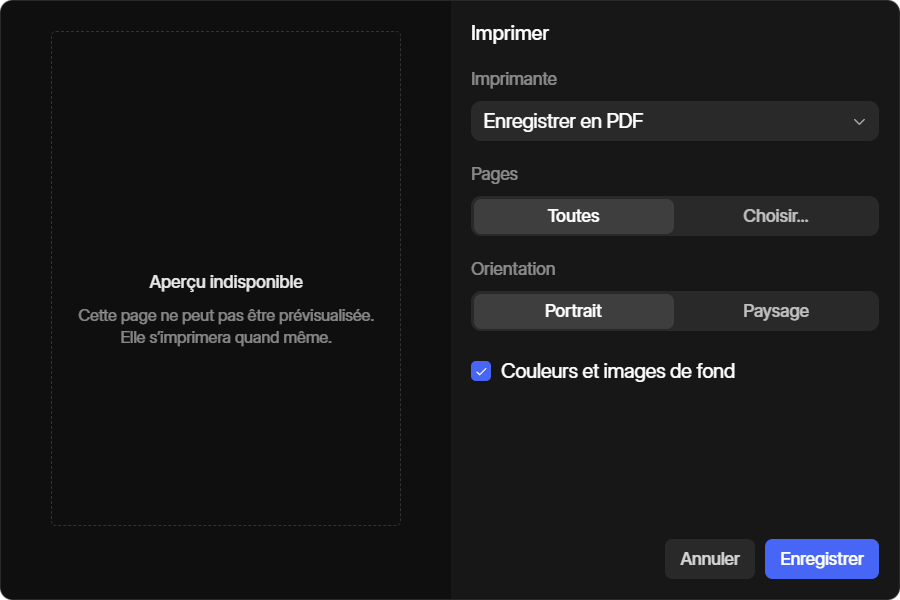 Aperçu indisponible
Cette page ne peut pas être prévisualisée.
Elle s’imprimera quand même.
Imprimer
Imprimante
Enregistrer en PDF
Pages
Toutes
Choisir...
Orientation
Portrait
Paysage
Couleurs et images de fond
Annuler
Enregistrer